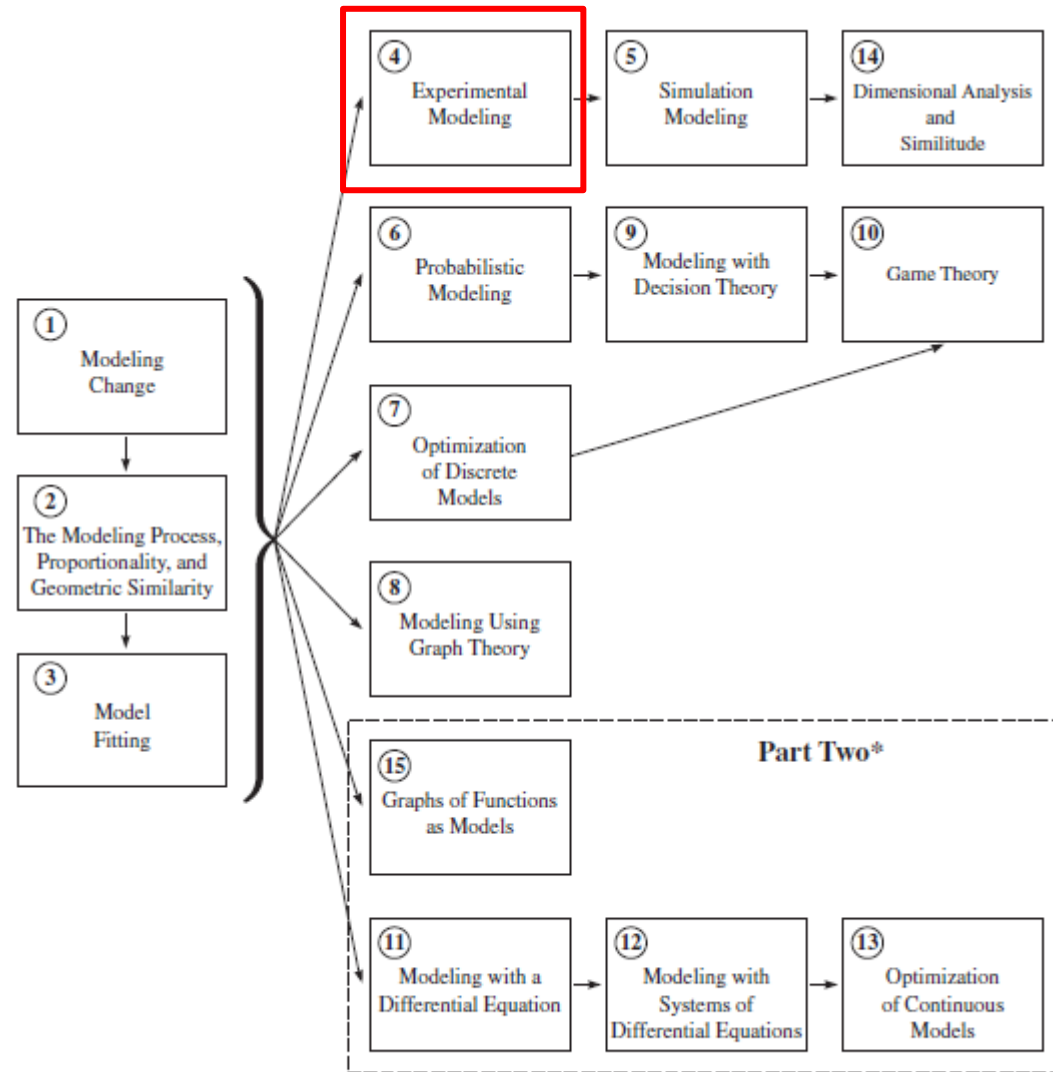 1
Modeling
Change
2
The Modeling Process,
Proportionality, and
Geometric Similarity
3
Model
Fitting
4
Experimental
Modeling
5
Simulation
Modeling
14
Dimensional Analysis
and
Similitude
6
Probabilistic
Modeling
9
Modeling with
Decision Theory
10
Game Theory
7
Optimization
of Discrete
Models
8
Modeling Using
Graph Theory
Part Two*
15
Graphs of Functions
as Models
11
Modeling with a
Differential Equation
12
Modeling with
Systems of
Differential Equations
13
Optimization
of Continuous
Models